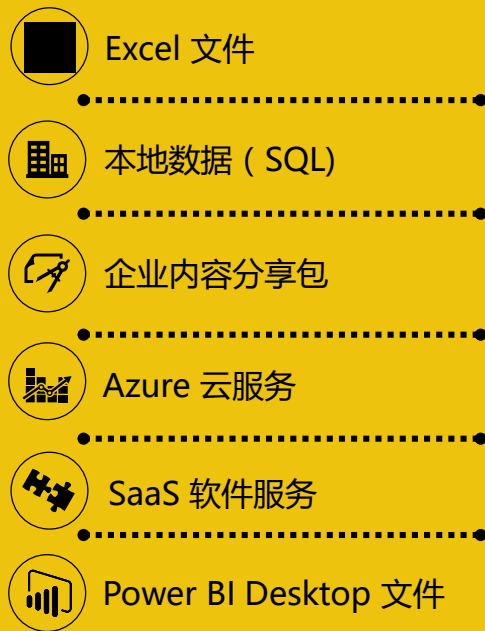 Excel 文件
本地数据（SQL)
企业内容分享包
Azure 云服务
SaaS 软件服务
Power BI Desktop 文件